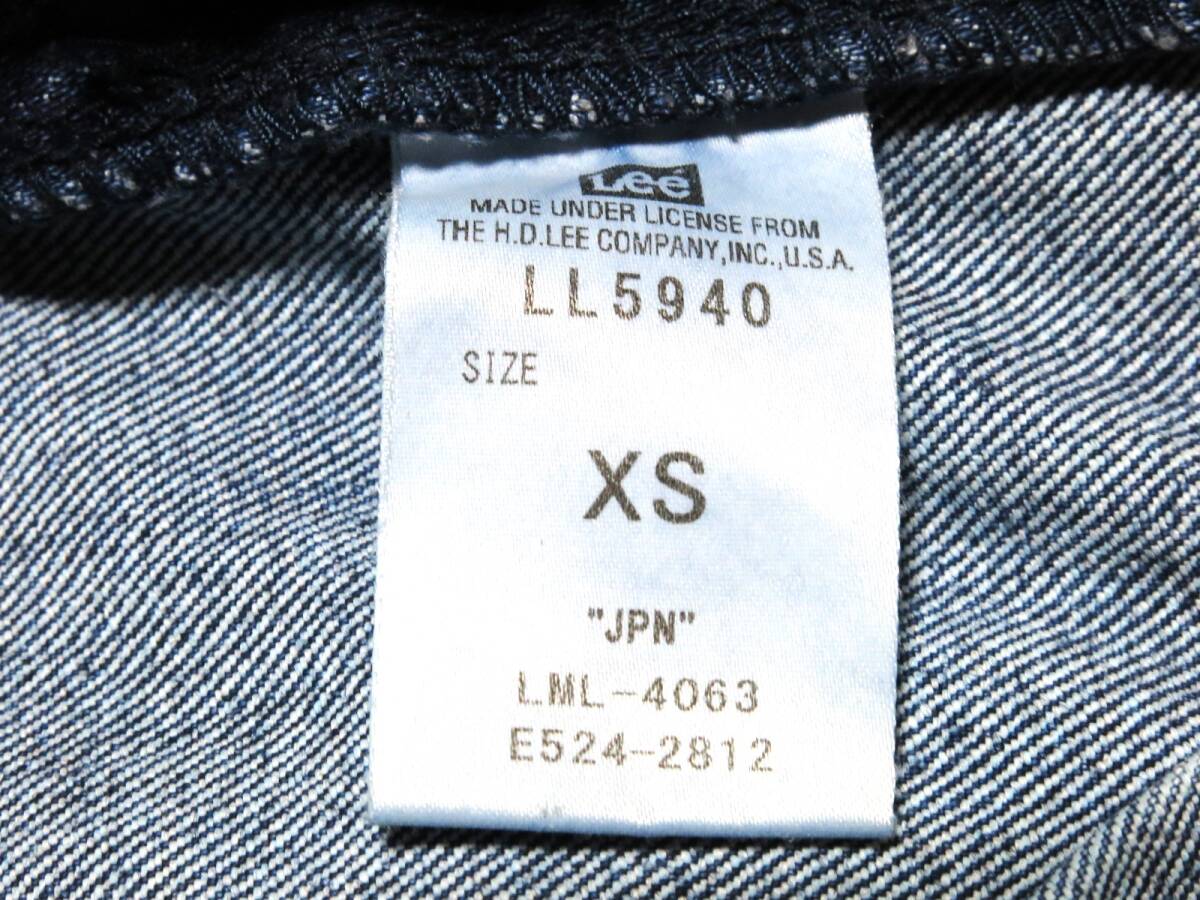 Lee
MADE UNDER LICENSE FROM
THE H.D.LEE COMPANY,INC.,U.S.A.
LL5940
SIZE
XS
"JPN"
LML-4063
E524-2812